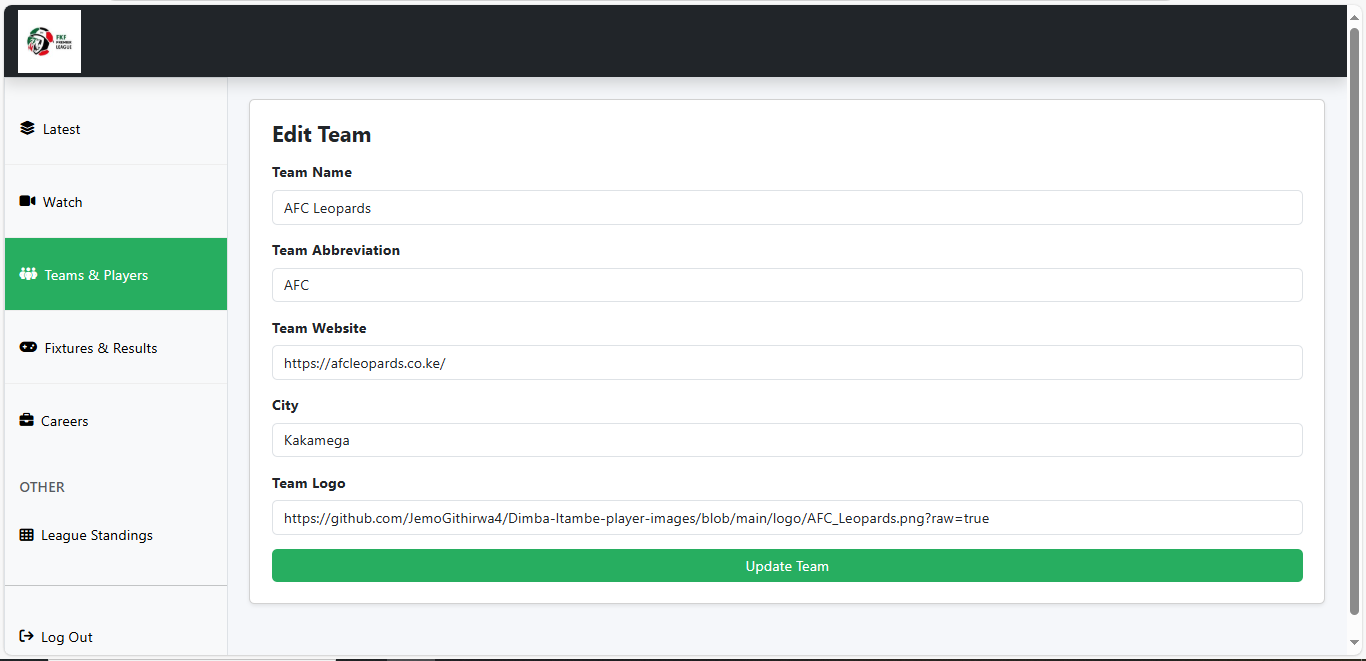 FKF
PREMIER
LEAGUE
Latest
Watch
Teams & Players
Fixtures & Results
Careers
OTHER
League Standings
Log Out
Edit Team
Team Name
AFC Leopards
Team Abbreviation
AFC
Team Website
https://afcleopards.co.ke/
City
Kakamega
Team Logo
https://github.com/JemoGithirwa4/Dimba-Itambe-player-images/blob/main/logo/AFC_Leopards.png?raw=true
Update Team